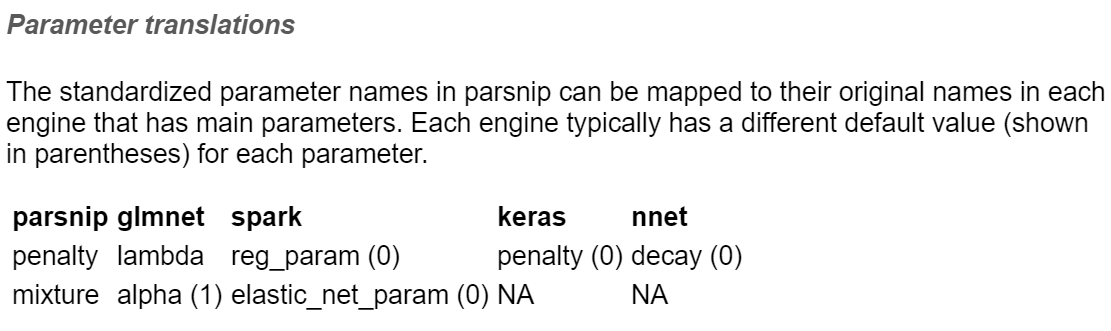 Parameter translations
The standardized parameter names in parsnip can be mapped to their original names in each
engine that has main parameters. Each engine typically has a different default value (shown
in parentheses) for each parameter.
parsnip glmnet spark keras nnet
penalty lambda reg_param (0) penalty (0) decay (0)
mixture alpha (1) elastic_net_param (0) NA NA